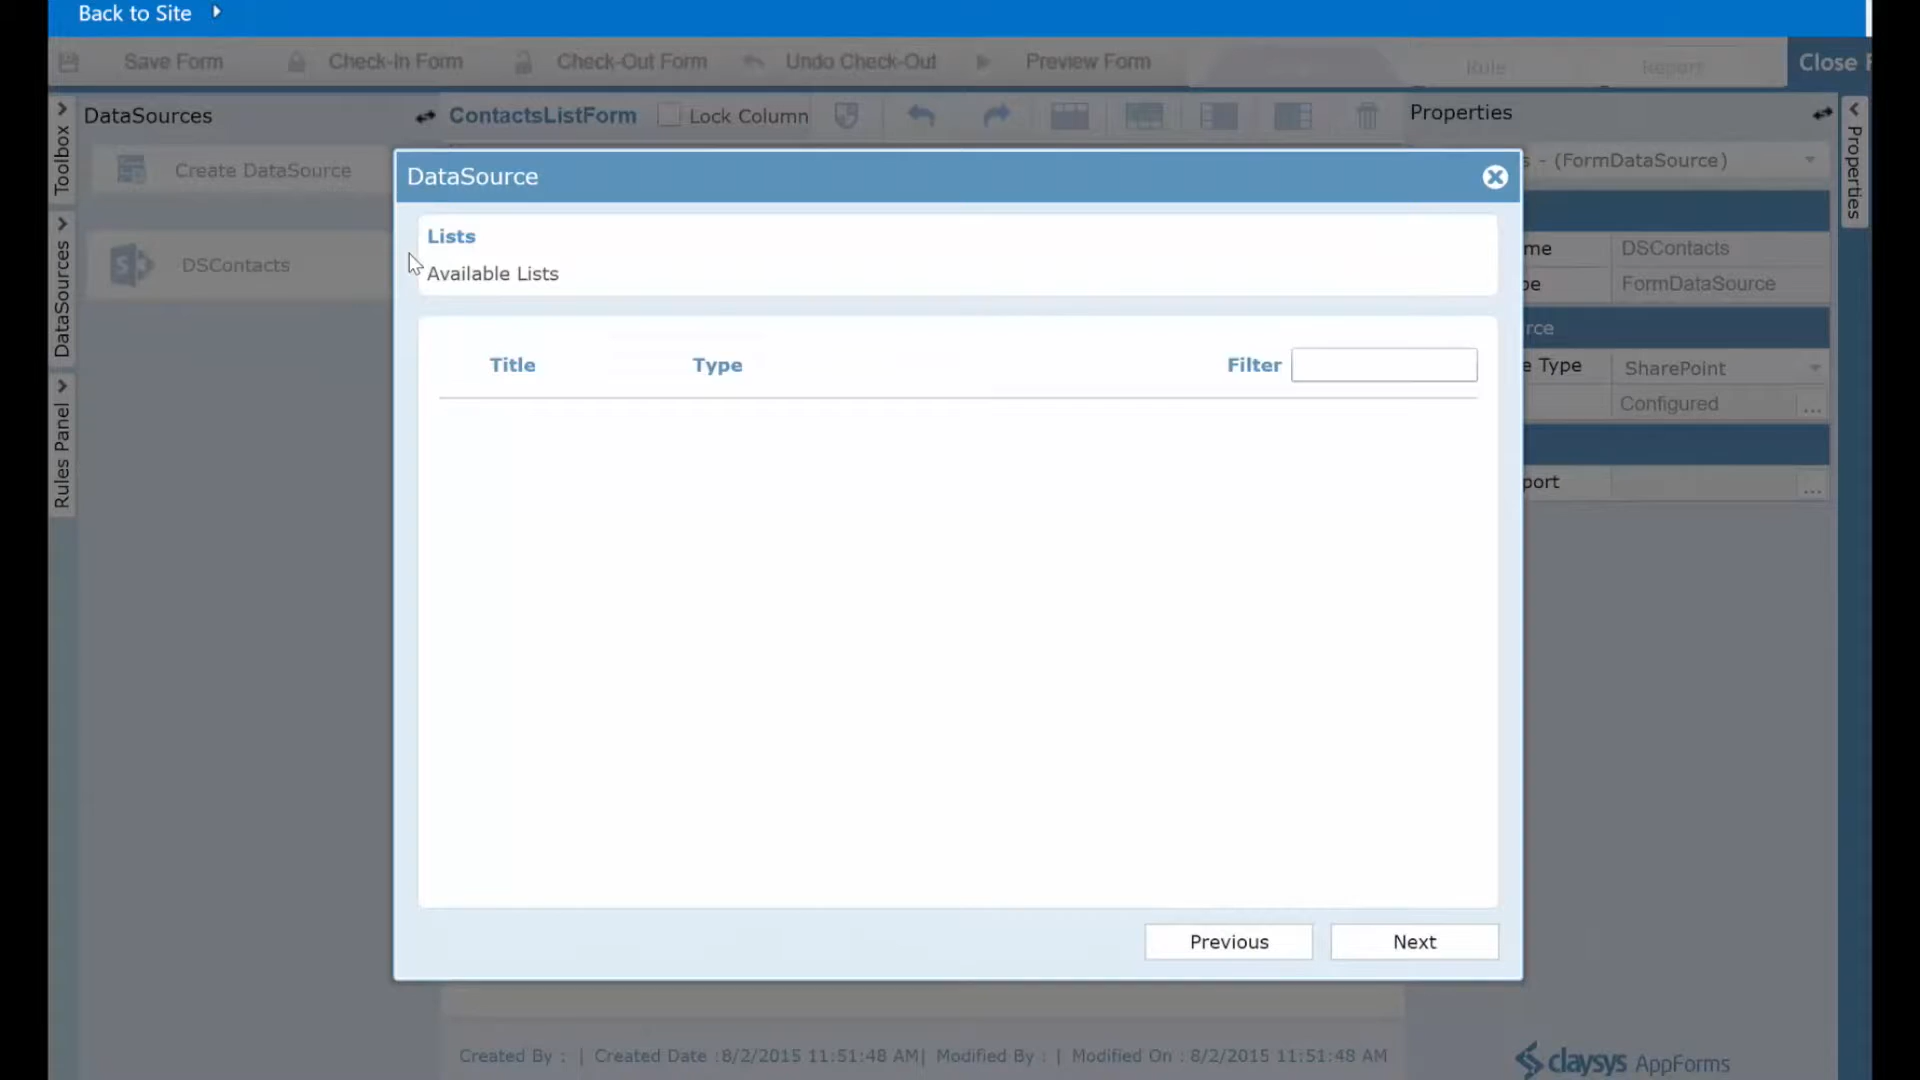 Back to Site
Save Form
Check-In Form
Check-Out Form
Undo Check-Out
Preview Form
Rule
Report
Close
Toolbox
DataSources
Rules Panel
DataSources
Create DataSource
DSContacts
ContactsListForm
Lock Column
DataSource
Lists
Available Lists
Title
Type
Filter
Previous
Next
Properties
s - (FormDataSource)
me
DSContacts
pe
FormDataSource
rce
e Type
SharePoint
Configured
...
port
...
Properties
Created By : | Created Date :8/2/2015 11:51:48 AM| Modified By : | Modified On : 8/2/2015 11:51:48 AM
claysys AppForms